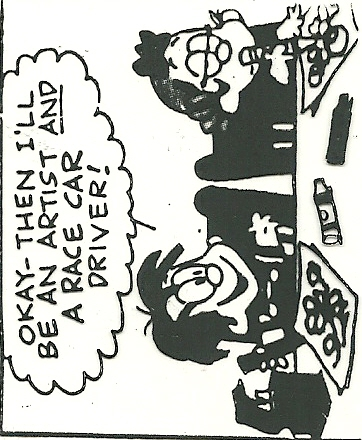 OKAY-THEN I'LL
BE AN ARTIST AND
A RACE CAR
DRIVER!